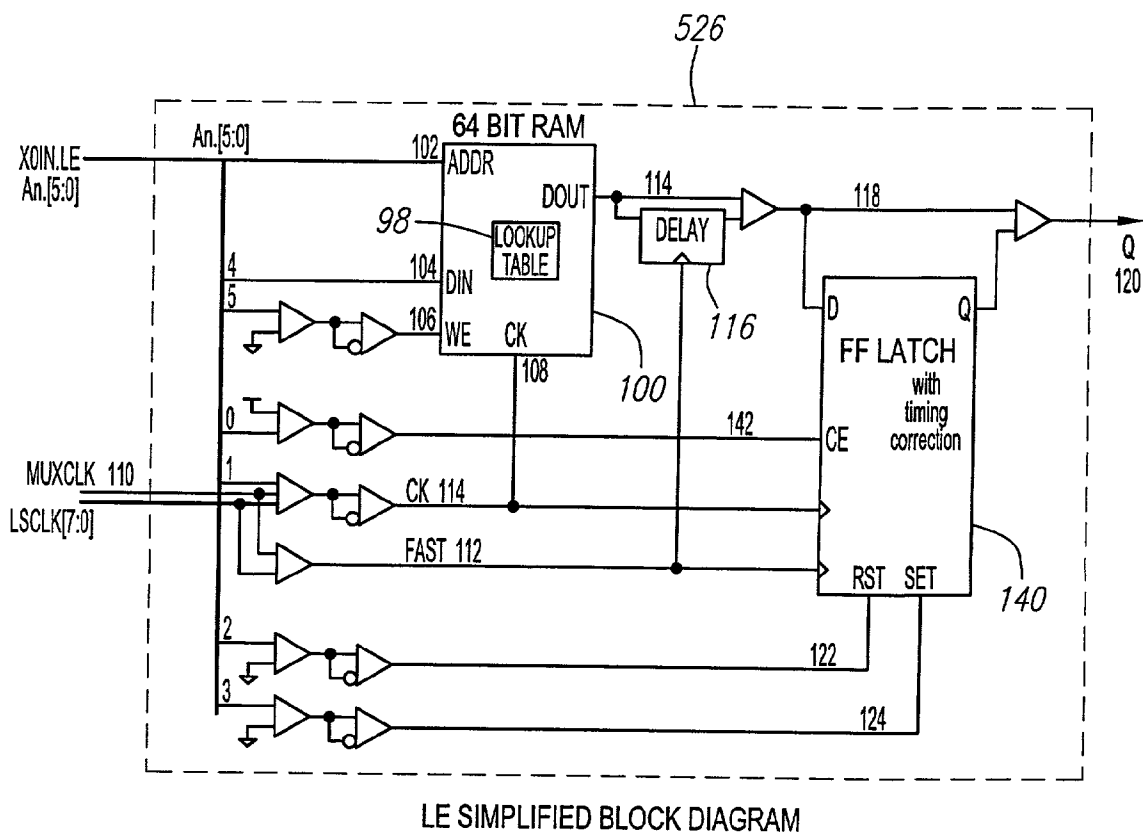 526
An.[5:0]
64 BIT RAM
X0IN.LE
An.[5:0]
102
ADDR
DOUT
114
118
98
LOOKUP
TABLE
DELAY
Q
120
4
104
DIN
116
D
Q
5
106
WE
CK
108
100
FF LATCH
with
timing
correction
0
142
CE
MUXCLK 110
1
CK 114
LSCLK[7:0]
FAST 112
RST
SET
140
2
122
3
124
LE SIMPLIFIED BLOCK DIAGRAM